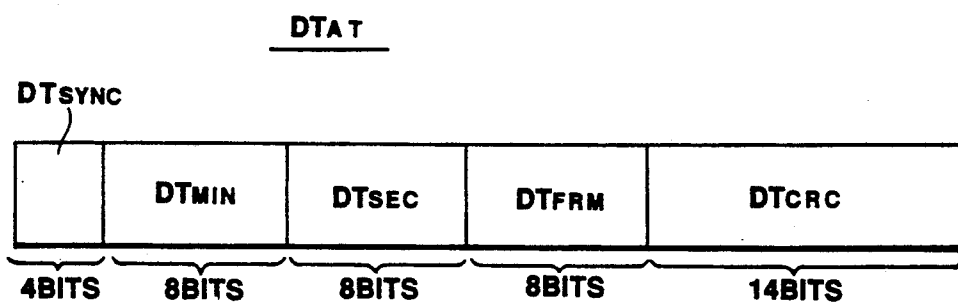 DTAT
DTSYNC
DTMIN DTSEC DTFRM DTCRC
4BITS 8BITS 8BITS 8BITS 14BITS